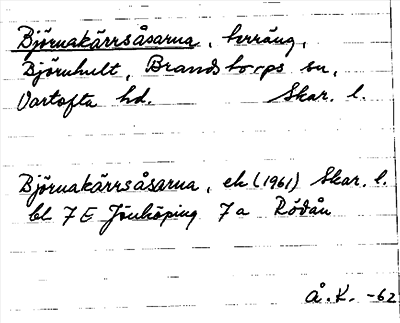 Björnakärrsåsarna, terräng,
Björnhult, Brandstorps sn,
Vartofta hd. Skar. l.
Björnakärrsåsarna, ek (1961) Skar. l.
bl 7 E Jönköping 7 a Rödån
Å. K. -62